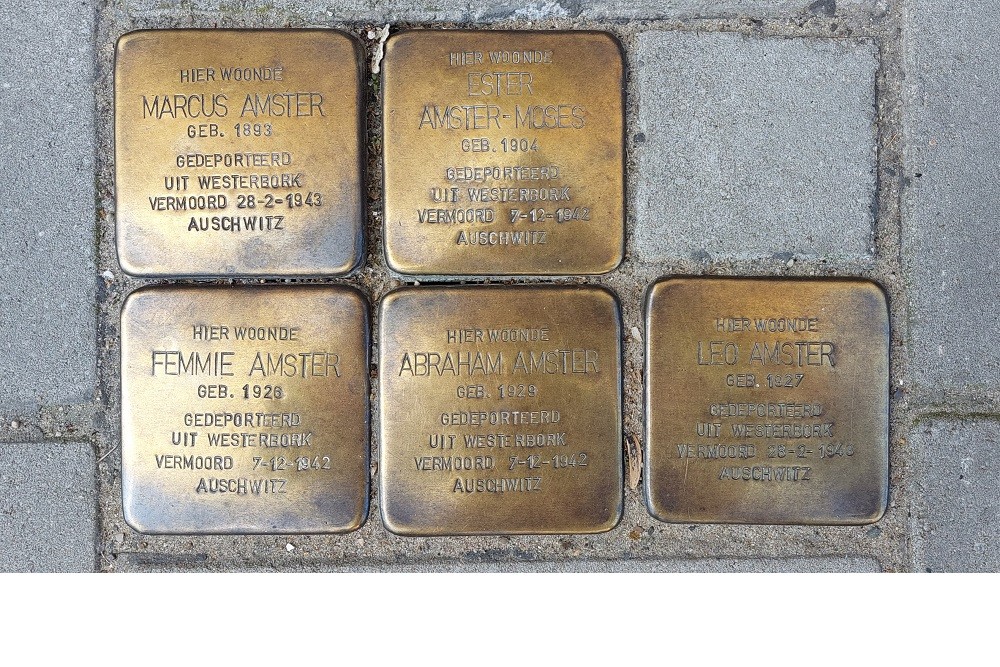 HIER WOONDE
MARCUS AMSTER
GEB. 1893
GEDEPORTEERD
UIT WESTERBORK
VERMOORD 28-2-1943
AUSCHWITZ
HIER WOONDE
ESTER
AMSTER-MOSES
GEB. 1904
GEDEPORTEERD
UIT WESTERBORK
VERMOORD 7-12-1942
AUSCHWITZ
HIER WOONDE
FEMMIE AMSTER
GEB. 1926
GEDEPORTEERD
UIT WESTERBORK
VERMOORD 7-12-1942
AUSCHWITZ
HIER WOONDE
ABRAHAM AMSTER
GEB. 1929
GEDEPORTEERD
UIT WESTERBORK
VERMOORD 7-12-1942
AUSCHWITZ
HIER WOONDE
LEO AMSTER
GEB. 1927
GEDEPORTEERD
UIT WESTERBORK
VERMOORD
AUSCHWITZ